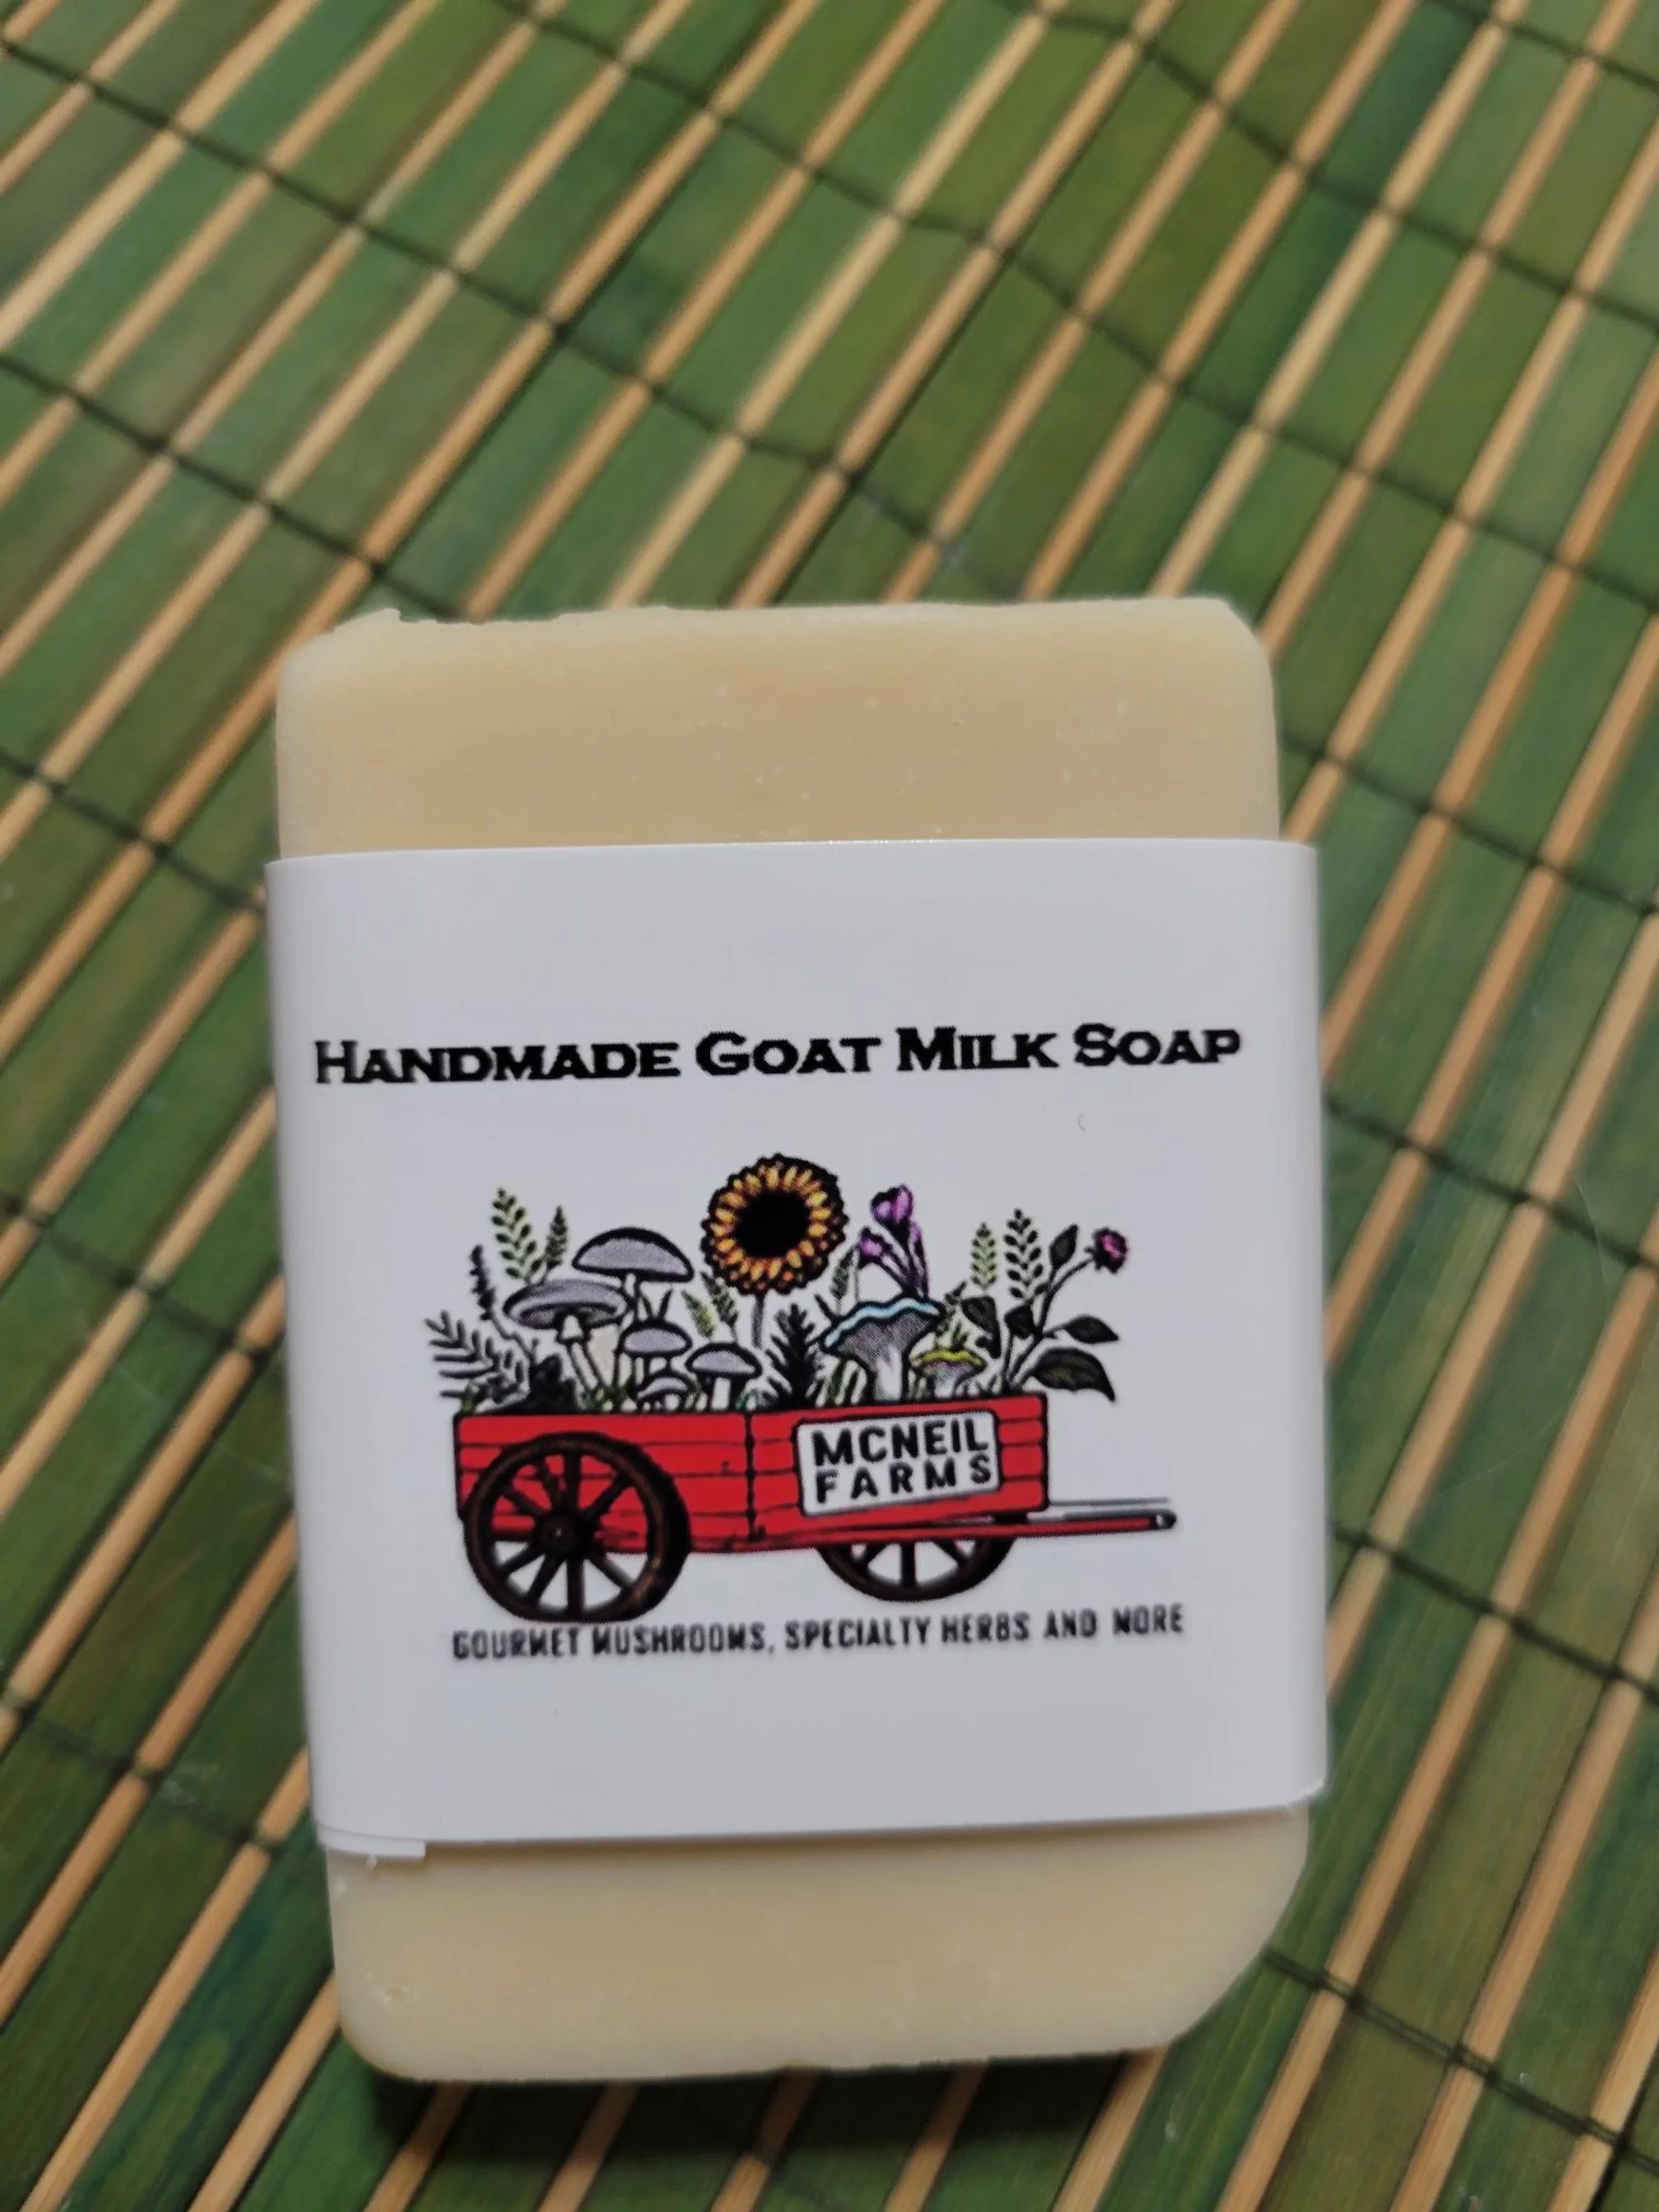 Handmade Goat Milk Soap
MCNEIL
FARMS
GOURMET MUSHROOMS, SPECIALTY HERBS AND MORE